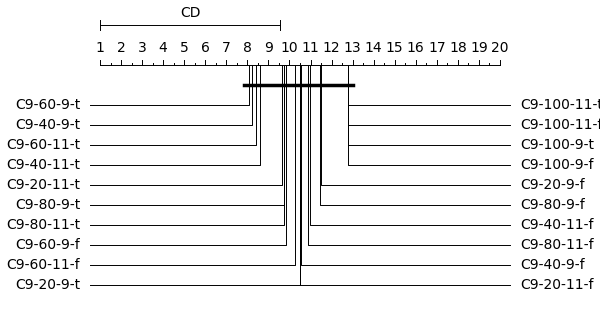 CD
1 2 3 4 5 6 7 8 9 10 11 12 13 14 15 16 17 18 19 20
C9-60-9-t C9-100-11-t
C9-40-9-t C9-100-11-f
C9-60-11-t C9-100-9-t
C9-40-11-t C9-100-9-f
C9-20-11-t C9-20-9-f
C9-80-9-t C9-80-9-f
C9-80-11-t C9-40-11-f
C9-60-9-f C9-80-11-f
C9-60-11-f C9-40-9-f
C9-20-9-t C9-20-11-f